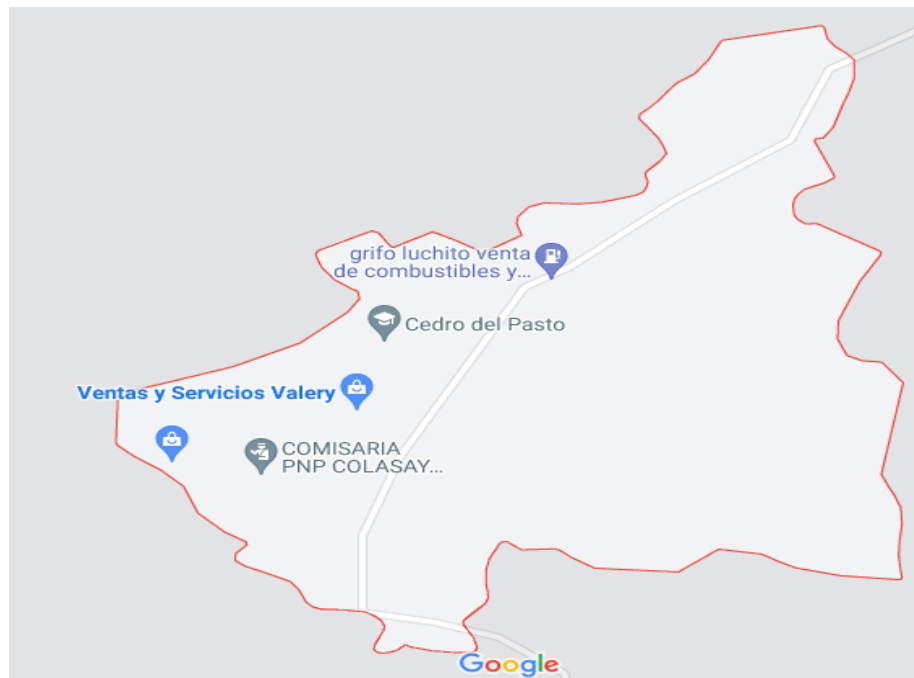 grifo luchito venta
de combustibles y...
Cedro del Pasto
Ventas y Servicios Valery
COMISARIA
PNP COLASAY...
Google